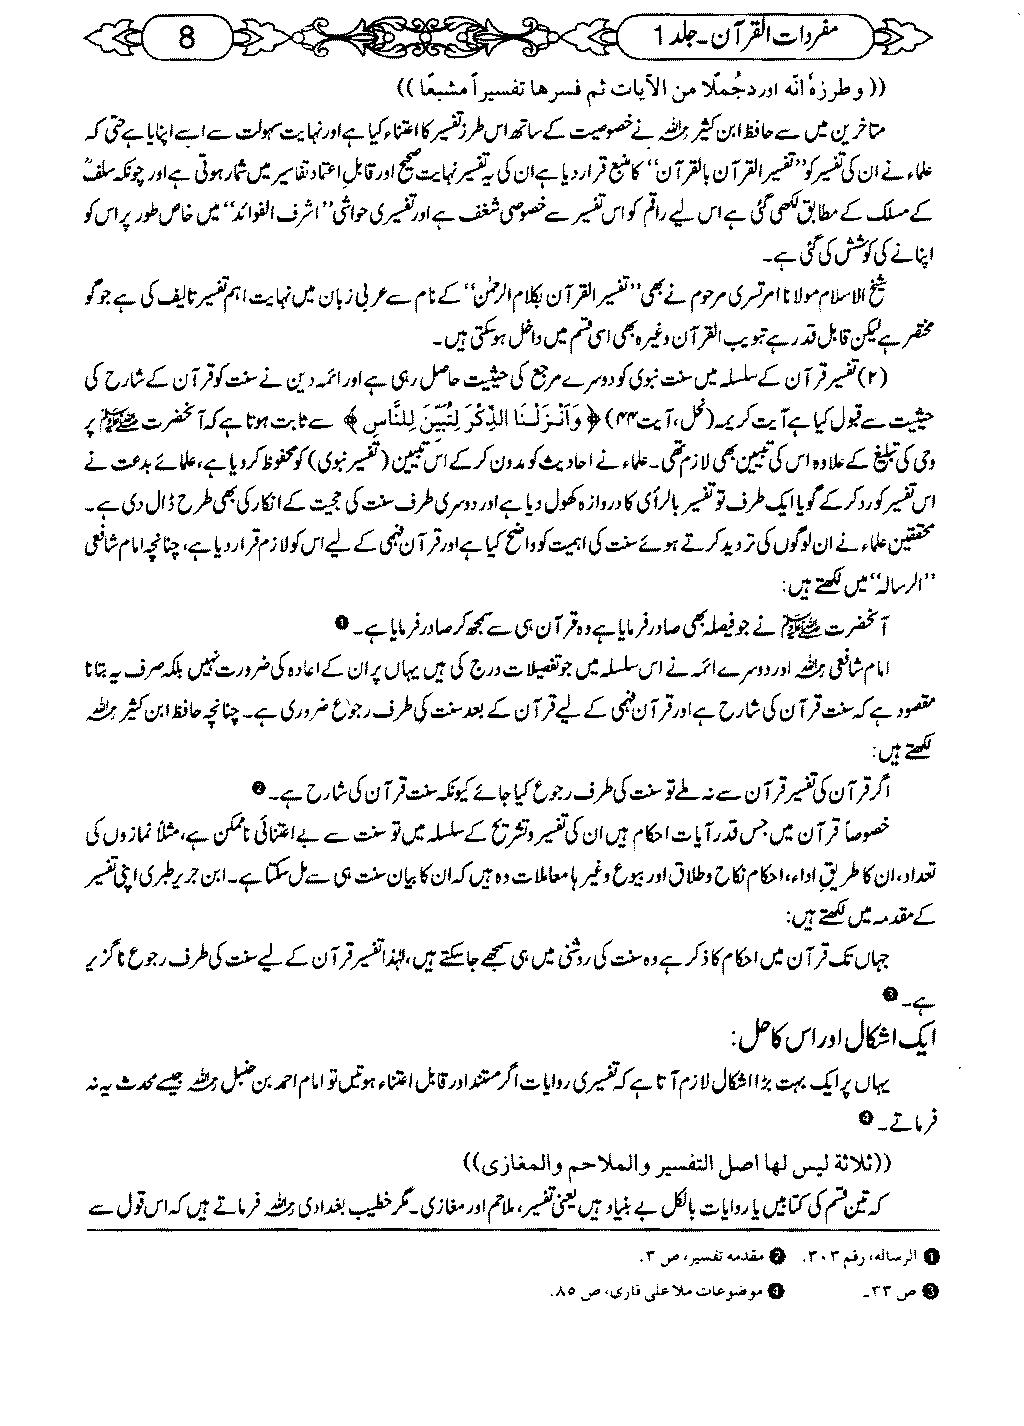 مفردات القرآن۔ جلد 1
8
((وطرزہٗ انّہ اوردجُملًا من الآیات ثم فسرھا تفسیراً مشبعًا))
متاخرین میں سے حافظ ابن کثیر رحمہ اللہ نے خصوصیت کے ساتھ اس طرز تفسیر کا اعتناء کیا ہے اور نہایت سہولت سے اسے اپنایا ہے حتیٰ کہ
علماء نے ان کی تفسیر کو ’’تفسیر القرآن بالقرآن‘‘ کا منبع قرار دیا ہے ان کی یہ تفسیر نہایت صحیح اور قابلِ اعتماد تفاسیر میں شمار ہوتی ہے اور چونکہ سلفؒ
کے مسلک کے مطابق لکھی گئی ہے اس لیے راقم کو اس تفسیر سے خصوصی شغف ہے اور تفسیری حواشی ’’اشرف الفوائد‘‘ میں خاص طور پر اس کو
اپنانے کی کوشش کی گئی ہے۔
شیخ الاسلام مولانا امرتسری مرحوم نے بھی ’’تفسیر القرآن بکلام الرحمٰن‘‘ کے نام سے عربی زبان میں نہایت اہم تفسیر تالیف کی ہے جو گو
مختصر ہے لیکن قابل قدر ہے تبویب القرآن وغیرہ بھی اسی قسم میں داخل ہو سکتی ہیں۔
(۲) تفسیر قرآن کے سلسلہ میں سنت نبوی کو دوسرے مرجع کی حیثیت حاصل رہی ہے اور ائمہ دین نے سنت کو قرآن کے شارح کی
حیثیت سے قبول کیا ہے آیت کریمہ (نحل، آیت ۴۴) ﴿وَاَنْزَلْنَا الذِّكْرَ لِتُبَيِّنَ لِلنَّاسِ﴾ سے ثابت ہوتا ہے کہ آنحضرت ﷺ پر
وحی کی تبلیغ کے علاوہ اس کی تبیین بھی لازم تھی۔ علماء نے احادیث کو مدون کر کے اس تبیین (تفسیر نبوی) کو محفوظ کر دیا ہے، علمائے بدعت نے
اس تفسیر کو رد کر کے گویا ایک طرف تو تفسیر بالرأی کا دروازہ کھول دیا ہے اور دوسری طرف سنت کی حجیت کے انکار کی بھی طرح ڈال دی ہے۔
محققین علماء نے ان لوگوں کی تردید کرتے ہوئے سنت کی اہمیت کو واضح کیا ہے اور قرآن فہمی کے لیے اس کو لازم قرار دیا ہے، چنانچہ امام شافعی
’’الرسالہ‘‘ میں لکھتے ہیں:
آنحضرت ﷺ نے جو فیصلہ بھی صادر فرمایا ہے وہ قرآن ہی سے سمجھ کر صادر فرمایا ہے۔ ❶
امام شافعی رحمہ اللہ اور دوسرے ائمہ نے اس سلسلہ میں جو تفصیلات درج کی ہیں یہاں پر ان کے اعادہ کی ضرورت نہیں بلکہ صرف یہ بتانا
مقصود ہے کہ سنت قرآن کی شارح ہے اور قرآن فہمی کے لیے قرآن کے بعد سنت کی طرف رجوع ضروری ہے۔ چنانچہ حافظ ابن کثیر رحمہ اللہ
لکھتے ہیں:
اگر قرآن کی تفسیر قرآن سے نہ ملے تو سنت کی طرف رجوع کیا جائے کیونکہ سنت قرآن کی شارح ہے۔ ❷
خصوصاً قرآن میں جس قدر آیات احکام ہیں ان کی تفسیر و تشریح کے سلسلہ میں تو سنت سے بے اعتنائی ناممکن ہے، مثلاً نمازوں کی
تعداد، ان کا طریق اداء، احکام نکاح و طلاق اور بیوع وغیرہا معاملات وہ ہیں کہ ان کا بیان سنت ہی سے مل سکتا ہے۔ ابن جریر طبری اپنی تفسیر
کے مقدمہ میں لکھتے ہیں:
جہاں تک قرآن میں احکام کا ذکر ہے وہ سنت کی روشنی میں ہی سمجھے جا سکتے ہیں، لہٰذا تفسیر قرآن کے لیے سنت کی طرف رجوع ناگزیر
ہے۔ ❸
ایک اشکال اور اس کا حل:
یہاں پر ایک بہت بڑا اشکال لازم آتا ہے کہ تفسیری روایات اگر مستند اور قابل اعتناء ہوتیں تو امام احمد بن حنبل رحمہ اللہ جیسے محدث یہ نہ
فرماتے۔ ❹
((ثلاثة ليس لها اصل التفسير والملاحم والمغازی))
کہ تین قسم کی کتابیں یا روایات بالکل بے بنیاد ہیں یعنی تفسیر، ملاحم اور مغازی۔ مگر خطیب بغدادی رحمہ اللہ فرماتے ہیں کہ اس قول سے
❶ الرساله، رقم ۳۰۳. ❷ مقدمه تفسیر، ص ۳.
❸ ص ۳۳۔ ❹ موضوعات ملا علی قاری، ص ۸۵.